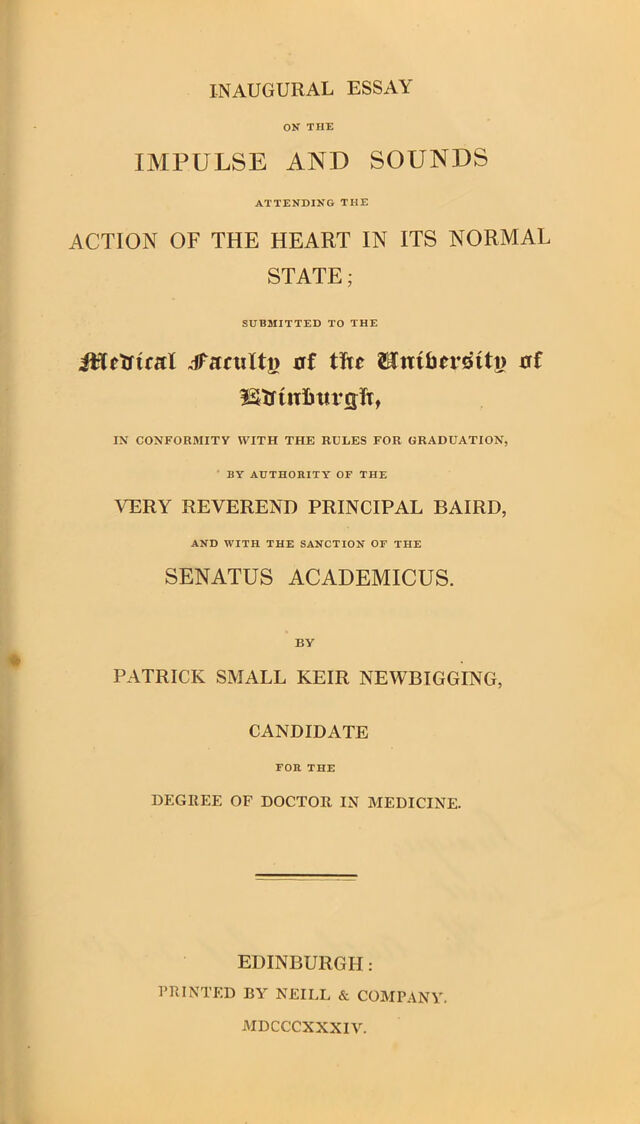 INAUGURAL ESSAY
ON THE
IMPULSE AND SOUNDS
ATTENDING THE
ACTION OF THE HEART IN ITS NORMAL
STATE;
SUBMITTED TO THE
Medical Faculty of the University of
Edinburgh,
IN CONFORMITY WITH THE RULES FOR GRADUATION,
BY AUTHORITY OF THE
VERY REVEREND PRINCIPAL BAIRD,
AND WITH THE SANCTION OF THE
SENATUS ACADEMICUS.
BY
PATRICK SMALL KEIR NEWBIGGING,
CANDIDATE
FOR THE
DEGREE OF DOCTOR IN MEDICINE.
EDINBURGH:
PRINTED BY NEILL & COMPANY.
MDCCCXXXIV.